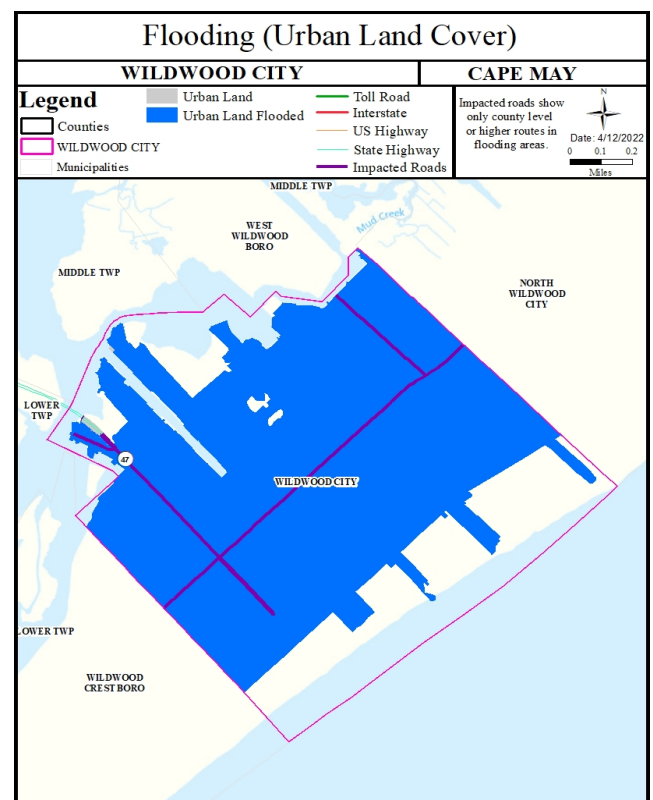 Flooding (Urban Land Cover)
WILDWOOD CITY
CAPE MAY
Legend
Counties
WILDWOOD CITY
Municipalities
Urban Land
Urban Land Flooded
Toll Road
Interstate
US Highway
State Highway
Impacted Roads
Impacted roads show
only county level
or higher routes in
flooding areas.
N
Date: 4/12/2022
0 0.1 0.2
Miles
MIDDLE TWP
Mud Creek
WEST
WILDWOOD
BORO
MIDDLE TWP
NORTH
WILDWOOD
CITY
LOWER
TWP
47
WILDWOOD CITY
LOWER TWP
WILDWOOD
CREST BORO